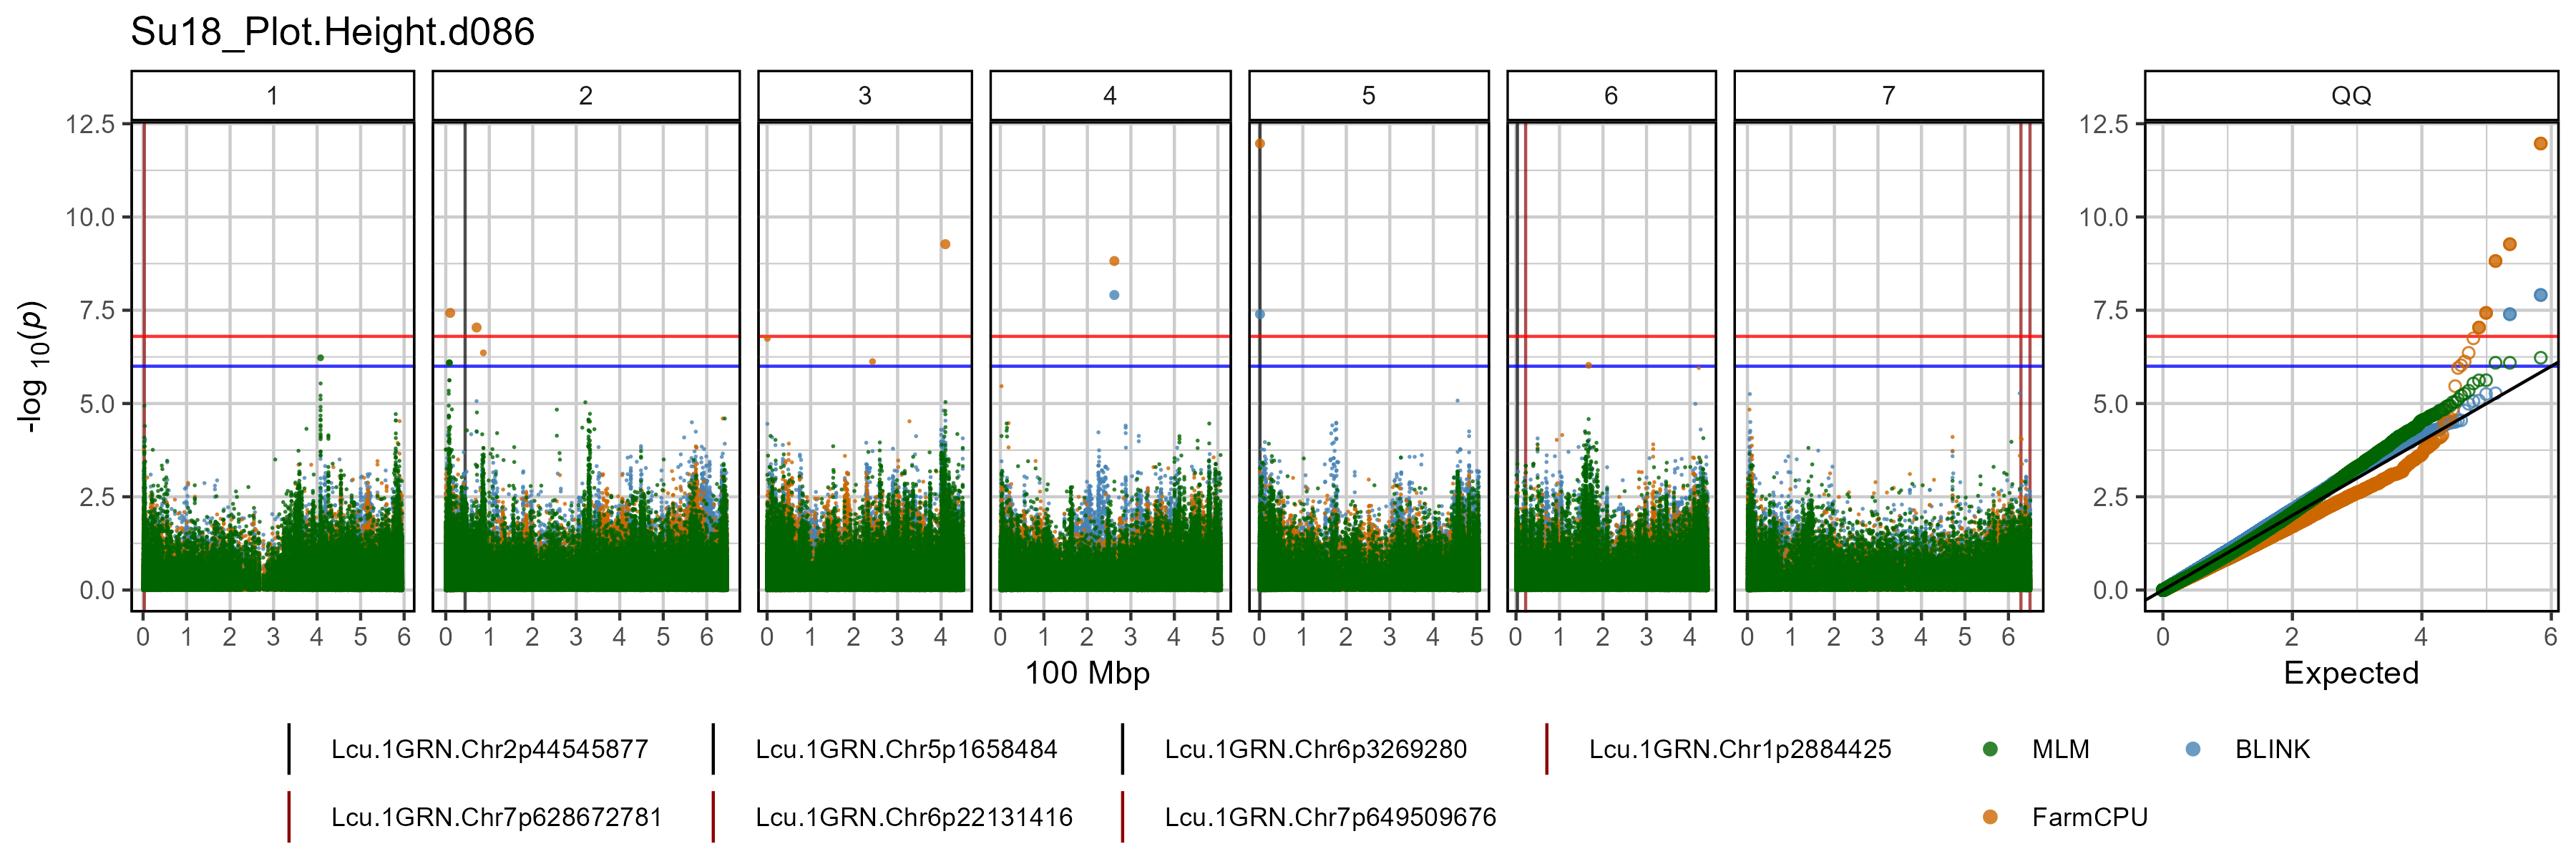 Su18_Plot.Height.d086
1 2 3 4 5 6 7 QQ
12.5 12.5
10.0 10.0
7.5 7.5
5.0 5.0
2.5 2.5
0.0 0.0
-log 10(p)
0 1 2 3 4 5 6 0 1 2 3 4 5 6 0 1 2 3 4 0 1 2 3 4 5 0 1 2 3 4 5 0 1 2 3 4 0 1 2 3 4 5 6 0 2 4 6
100 Mbp Expected
Lcu.1GRN.Chr2p44545877 Lcu.1GRN.Chr5p1658484 Lcu.1GRN.Chr6p3269280 Lcu.1GRN.Chr1p2884425 MLM BLINK
Lcu.1GRN.Chr7p628672781 Lcu.1GRN.Chr6p22131416 Lcu.1GRN.Chr7p649509676 FarmCPU